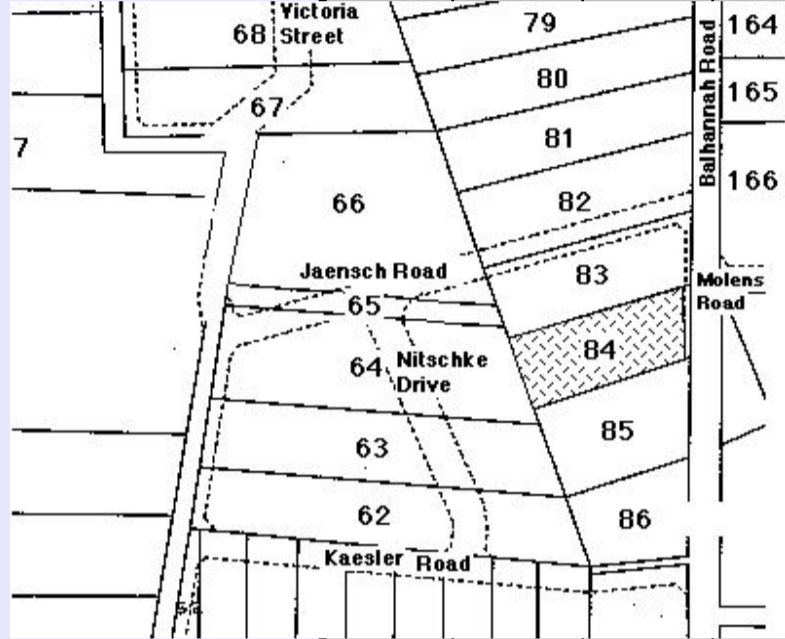 Victoria
Street
68
79
164
80
165
67
81
7
Balhannah Road
166
66
82
Jaensch Road
83
Molens
Road
65
84
64
Nitschke
Drive
85
63
62
86
Kaesler Road